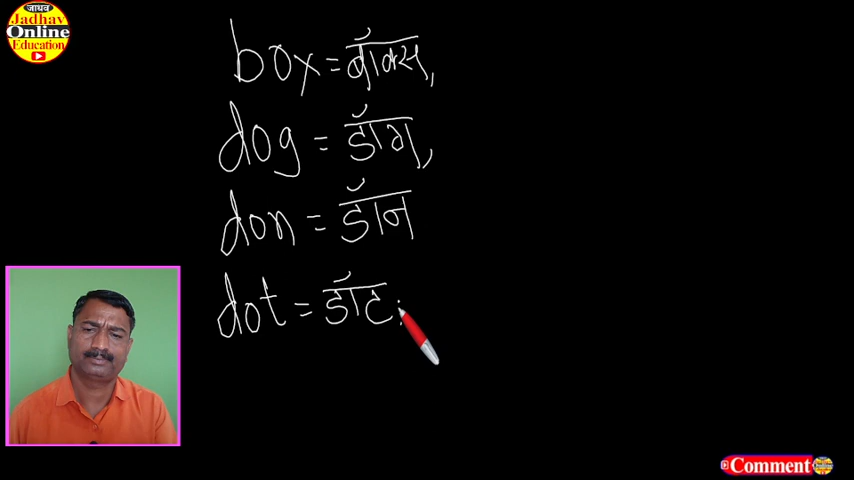 जाधव
Jadhav
Online
Education
box = बॉक्स,
dog = डॉग,
don = डॉन
dot = डॉट
Comment